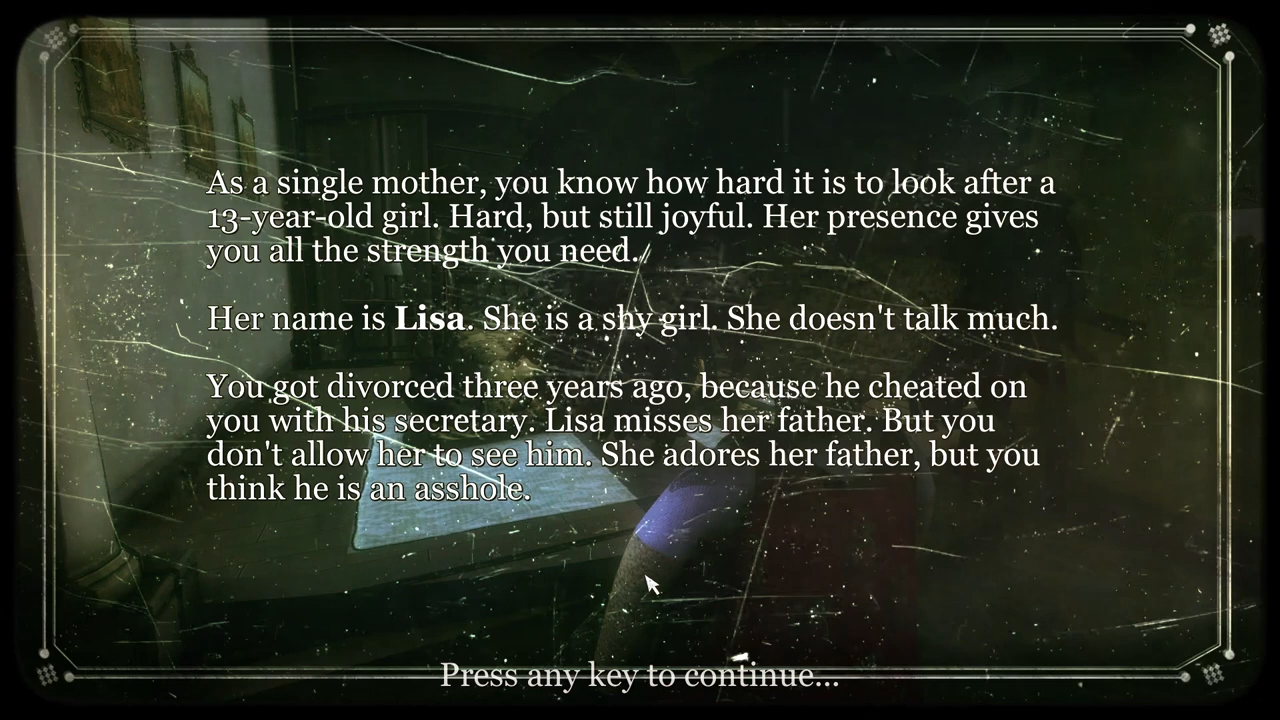 As a single mother, you know how hard it is to look after a
13-year-old girl. Hard, but still joyful. Her presence gives
you all the strength you need.
Her name is Lisa. She is a shy girl. She doesn't talk much.
You got divorced three years ago, because he cheated on
you with his secretary. Lisa misses her father. But you
don't allow her to see him. She adores her father, but you
think he is an asshole.
Press any key to continue...